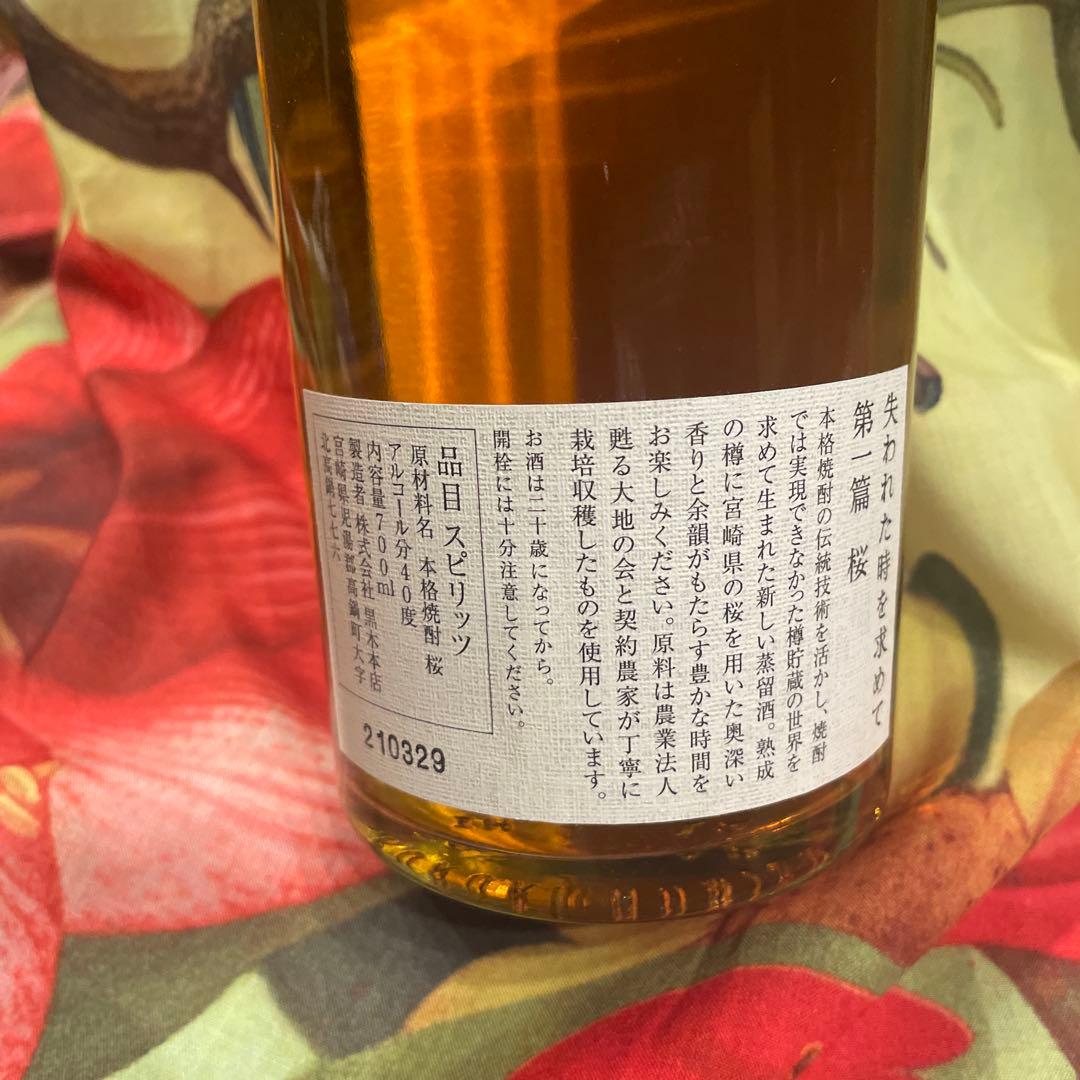 失われた時を求めて
第一篇 桜
本格焼酎の伝統技術を活かし、焼酎
では実現できなかった樽貯蔵の世界を
求めて生まれた新しい蒸留酒。熟成
の樽に宮崎県の桜を用いた奥深い
香りと余韻がもたらす豊かな時間を
お楽しみください。原料は農業法人
甦る大地の会と契約農家が丁寧に
栽培収穫したものを使用しています。
お酒は二十歳になってから。
開栓には十分注意してください。
品目 スピリッツ
原材料名 本格焼酎 桜
アルコール分40度
内容量700ml
製造者 株式会社 黒木本店
宮崎県児湯郡高鍋町大字
北高鍋七七六
210329